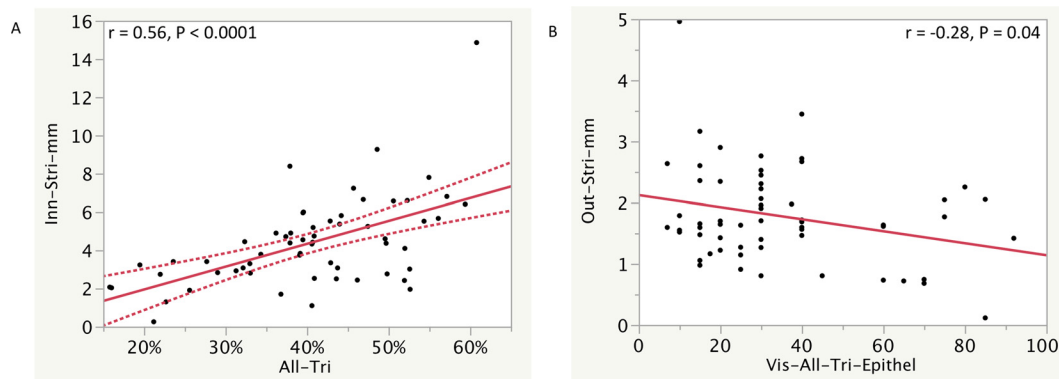 A
r = 0.56, P < 0.0001
16
14
12
10
8
6
4
2
0
Inn-Stri-mm
20% 30% 40% 50% 60%
All-Tri
B
r = -0.28, P = 0.04
5
4
3
2
1
0
Out-Stri-mm
0 20 40 60 80 100
Vis-All-Tri-Epithel